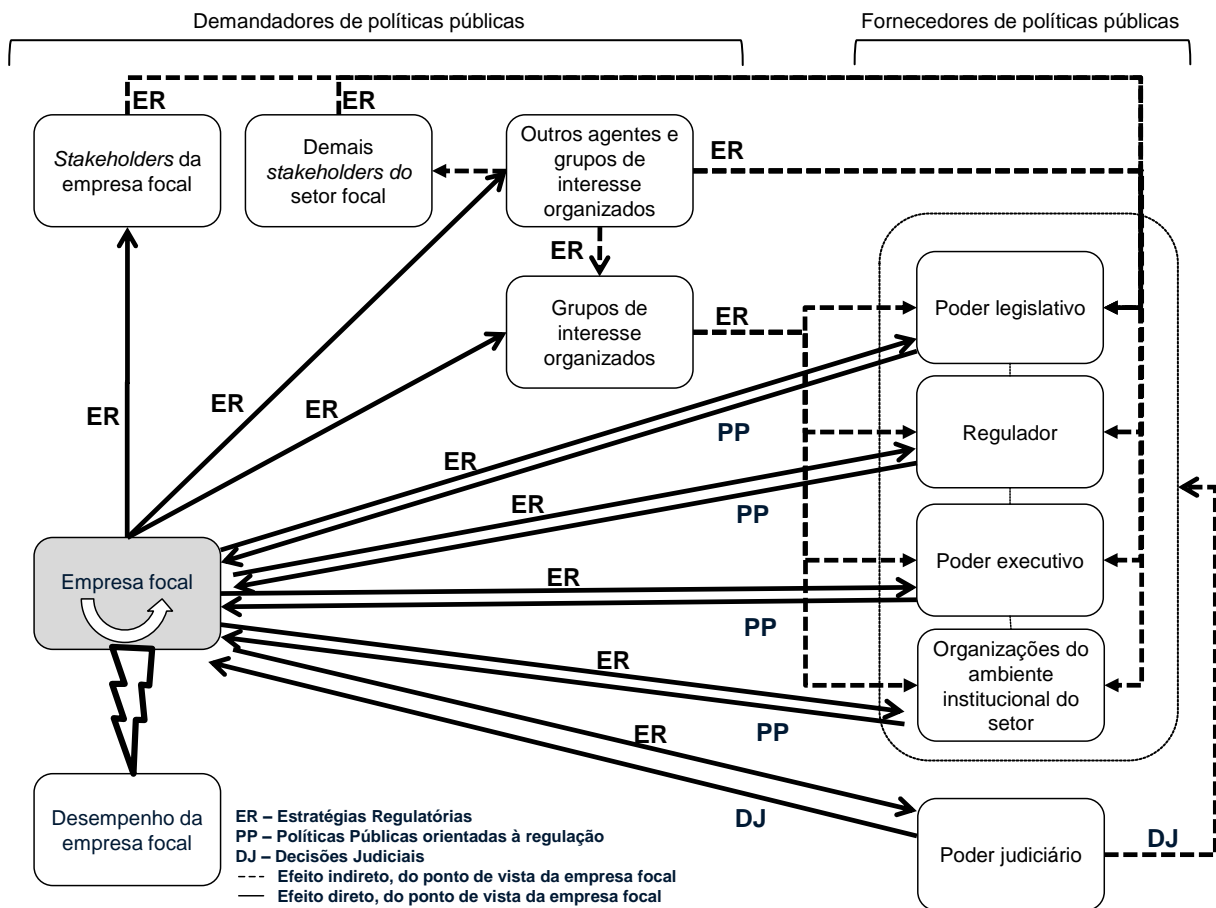 Demandadores de políticas públicas
Fornecedores de políticas públicas
ER
ER
Stakeholders da
empresa focal
Demais
stakeholders do
setor focal
Outros agentes e
grupos de
interesse
organizados
ER
ER
Grupos de
interesse
organizados
ER
Poder legislativo
ER
ER
ER
ER
PP
Regulador
ER
PP
Empresa focal
ER
PP
Poder executivo
ER
PP
Organizações do
ambiente
institucional do
setor
ER
DJ
Poder judiciário
DJ
Desempenho da
empresa focal
ER – Estratégias Regulatórias
PP – Políticas Públicas orientadas à regulação
DJ – Decisões Judiciais
---- Efeito indireto, do ponto de vista da empresa focal
— Efeito direto, do ponto de vista da empresa focal